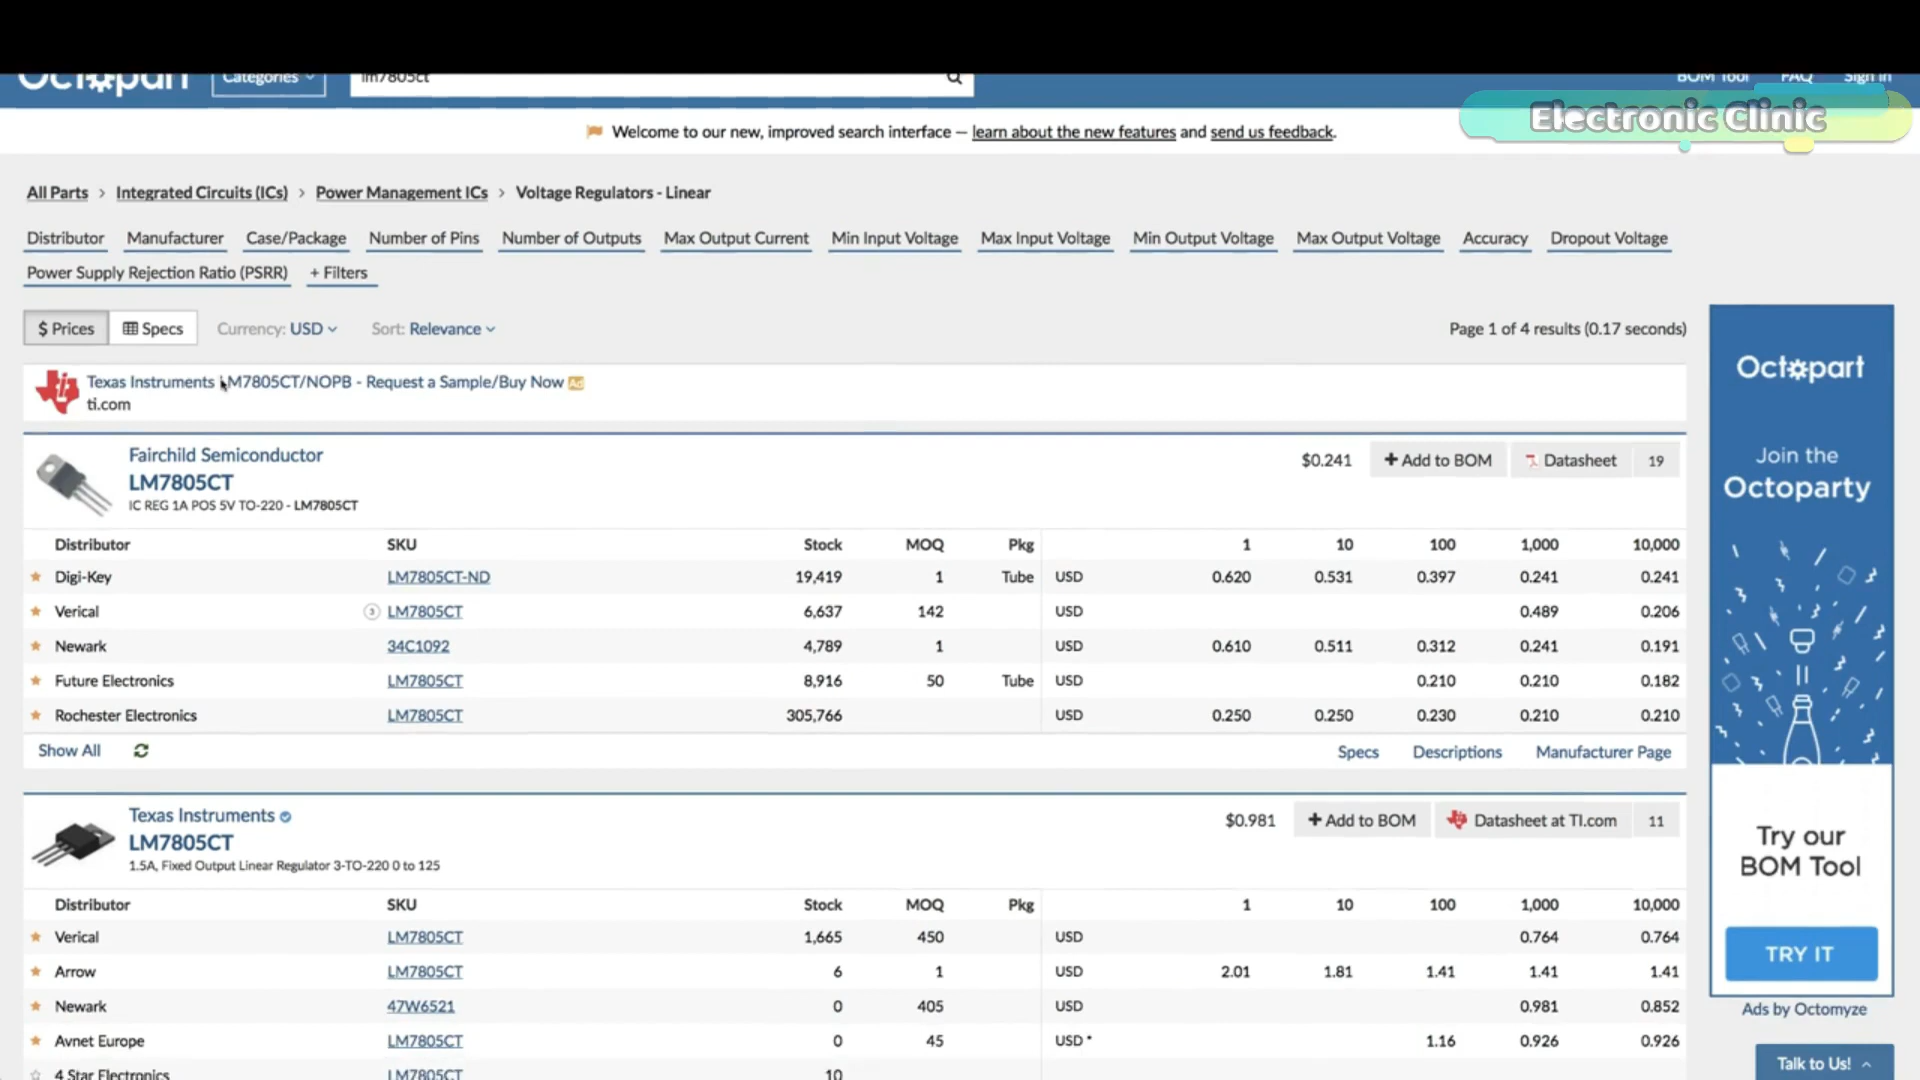 Octopart Categories lm7805ct BOM Tool FAQ Sign In
Electronic Clinic
Welcome to our new, improved search interface — learn about the new features and send us feedback.
All Parts > Integrated Circuits (ICs) > Power Management ICs > Voltage Regulators - Linear
Distributor Manufacturer Case/Package Number of Pins Number of Outputs Max Output Current Min Input Voltage Max Input Voltage Min Output Voltage Max Output Voltage Accuracy Dropout Voltage
Power Supply Rejection Ratio (PSRR) + Filters
$ Prices Specs Currency: USD Sort: Relevance Page 1 of 4 results (0.17 seconds)
Texas Instruments LM7805CT/NOPB - Request a Sample/Buy Now Ad
ti.com
Fairchild Semiconductor
LM7805CT
IC REG 1A POS 5V TO-220 - LM7805CT
$0.241 + Add to BOM Datasheet 19
Distributor SKU Stock MOQ Pkg 1 10 100 1,000 10,000
Digi-Key LM7805CT-ND 19,419 1 Tube USD 0.620 0.531 0.397 0.241 0.241
Verical 3 LM7805CT 6,637 142 USD 0.489 0.206
Newark 34C1092 4,789 1 USD 0.610 0.511 0.312 0.241 0.191
Future Electronics LM7805CT 8,916 50 Tube USD 0.210 0.210 0.182
Rochester Electronics LM7805CT 305,766 USD 0.250 0.250 0.230 0.210 0.210
Show All Specs Descriptions Manufacturer Page
Texas Instruments
LM7805CT
1.5A, Fixed Output Linear Regulator 3-TO-220 0 to 125
$0.981 + Add to BOM Datasheet at TI.com 11
Distributor SKU Stock MOQ Pkg 1 10 100 1,000 10,000
Verical LM7805CT 1,665 450 USD 0.764 0.764
Arrow LM7805CT 6 1 USD 2.01 1.81 1.41 1.41 1.41
Newark 47W6521 0 405 USD 0.981 0.852
Avnet Europe LM7805CT 0 45 USD * 1.16 0.926 0.926
4 Star Electronics LM7805CT 10
Octopart
Join the
Octoparty
Try our
BOM Tool
TRY IT
Ads by Octomyze
Talk to Us!